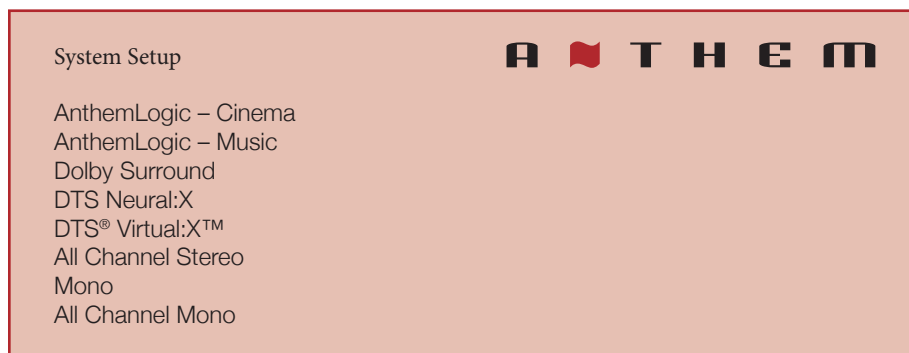 System Setup
ANTHEM
AnthemLogic – Cinema
AnthemLogic – Music
Dolby Surround
DTS Neural:X
DTS® Virtual:X™
All Channel Stereo
Mono
All Channel Mono